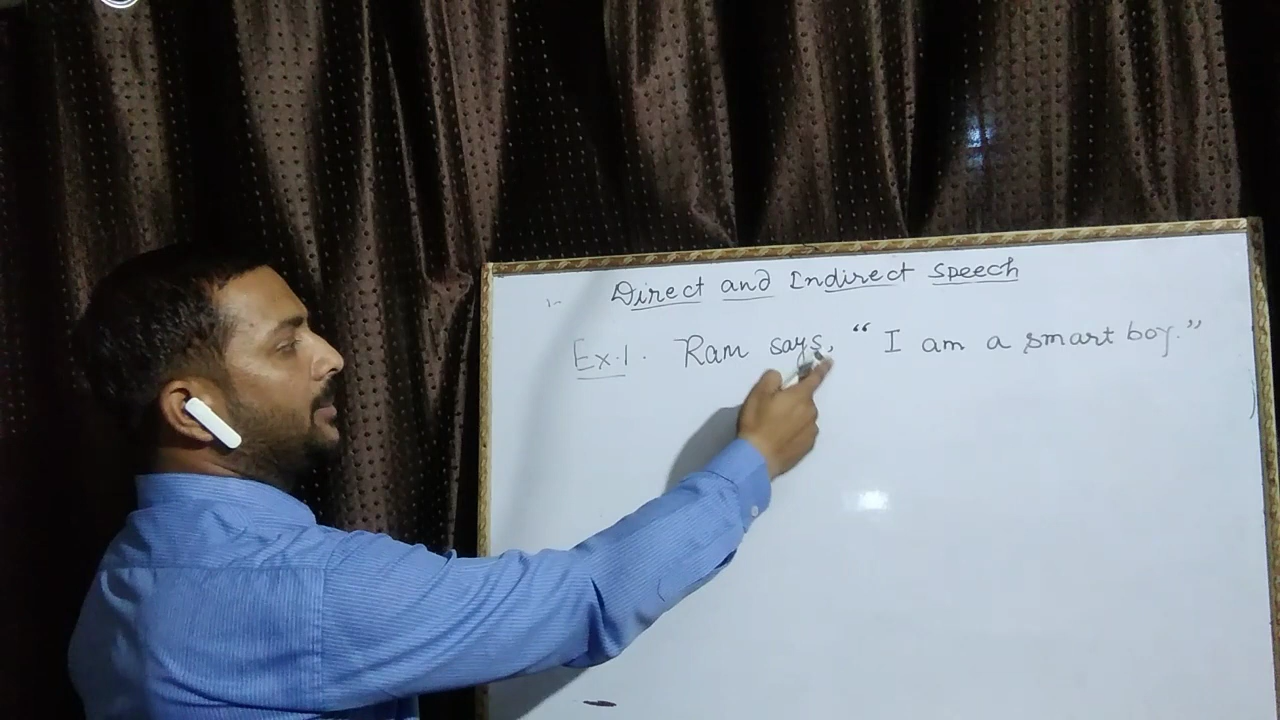 Direct and Indirect Speech
Ex.1. Ram says, “ I am a smart boy.”